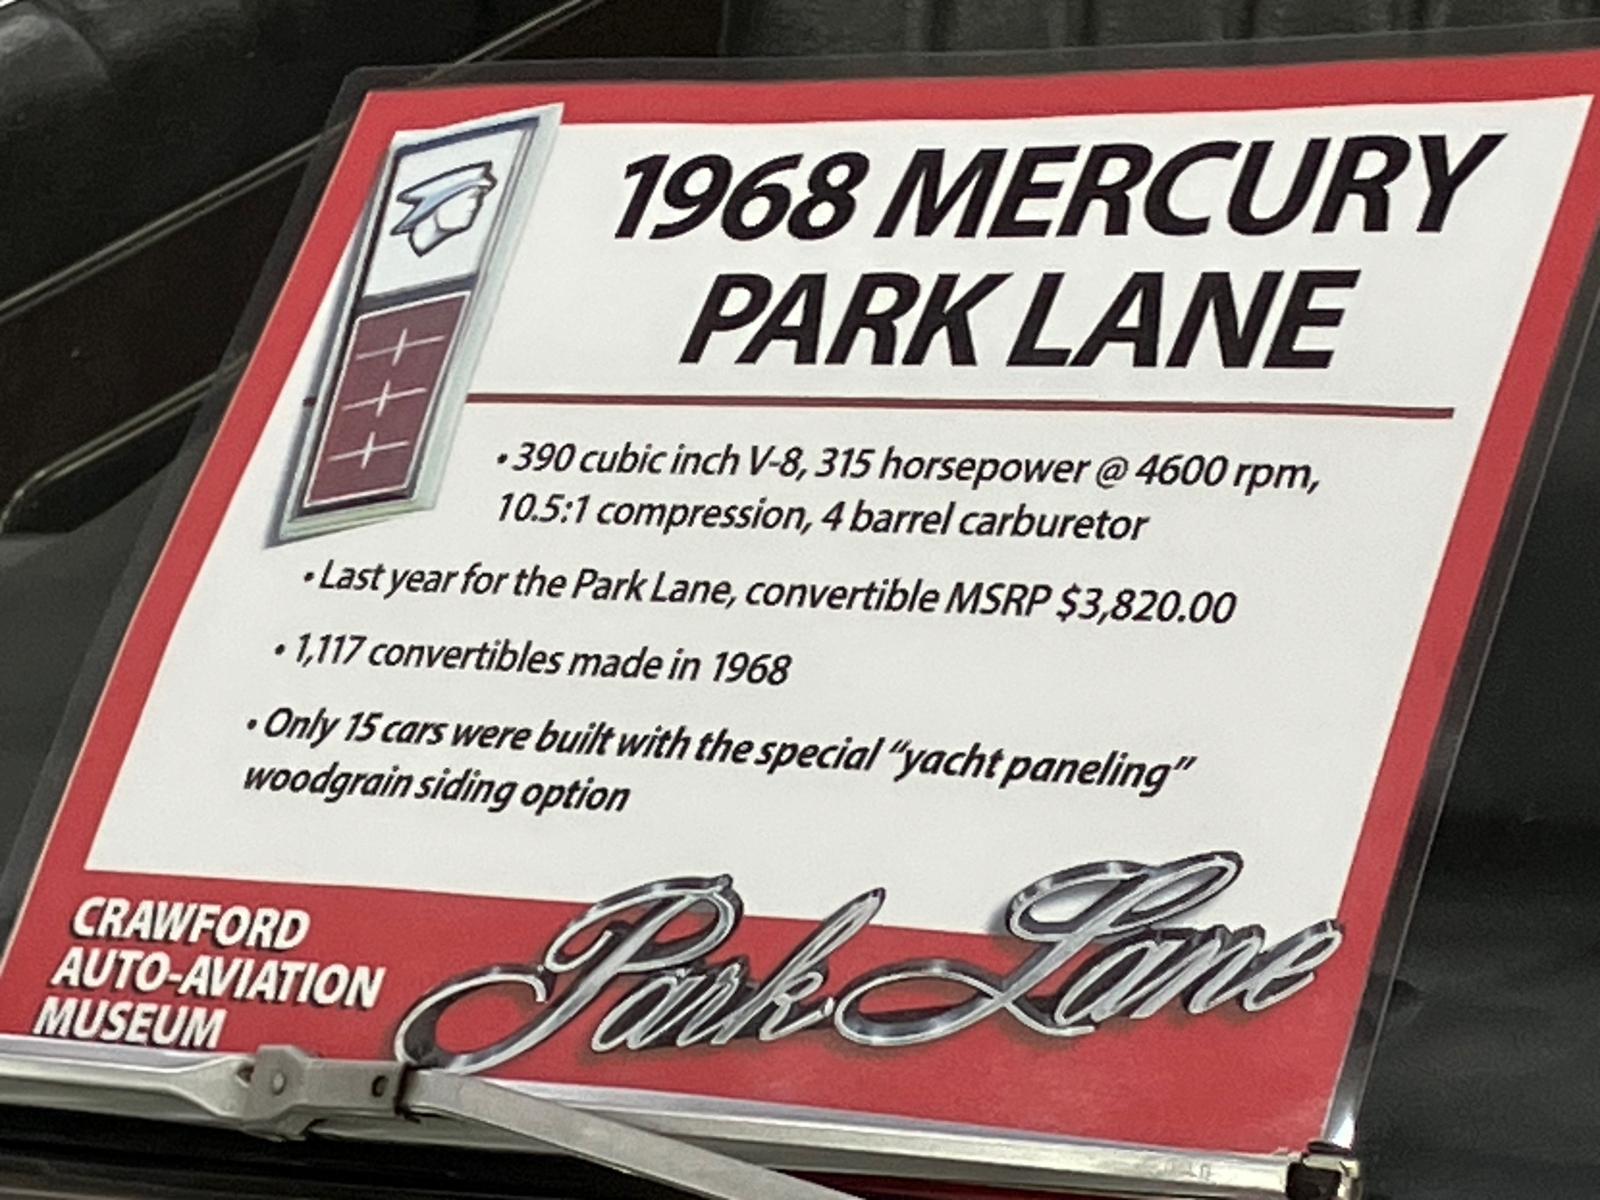 1968 MERCURY
PARK LANE
• 390 cubic inch V-8, 315 horsepower @ 4600 rpm,
10.5:1 compression, 4 barrel carburetor
• Last year for the Park Lane, convertible MSRP $3,820.00
• 1,117 convertibles made in 1968
• Only 15 cars were built with the special “yacht paneling”
woodgrain siding option
CRAWFORD
AUTO-AVIATION
MUSEUM
Park Lane